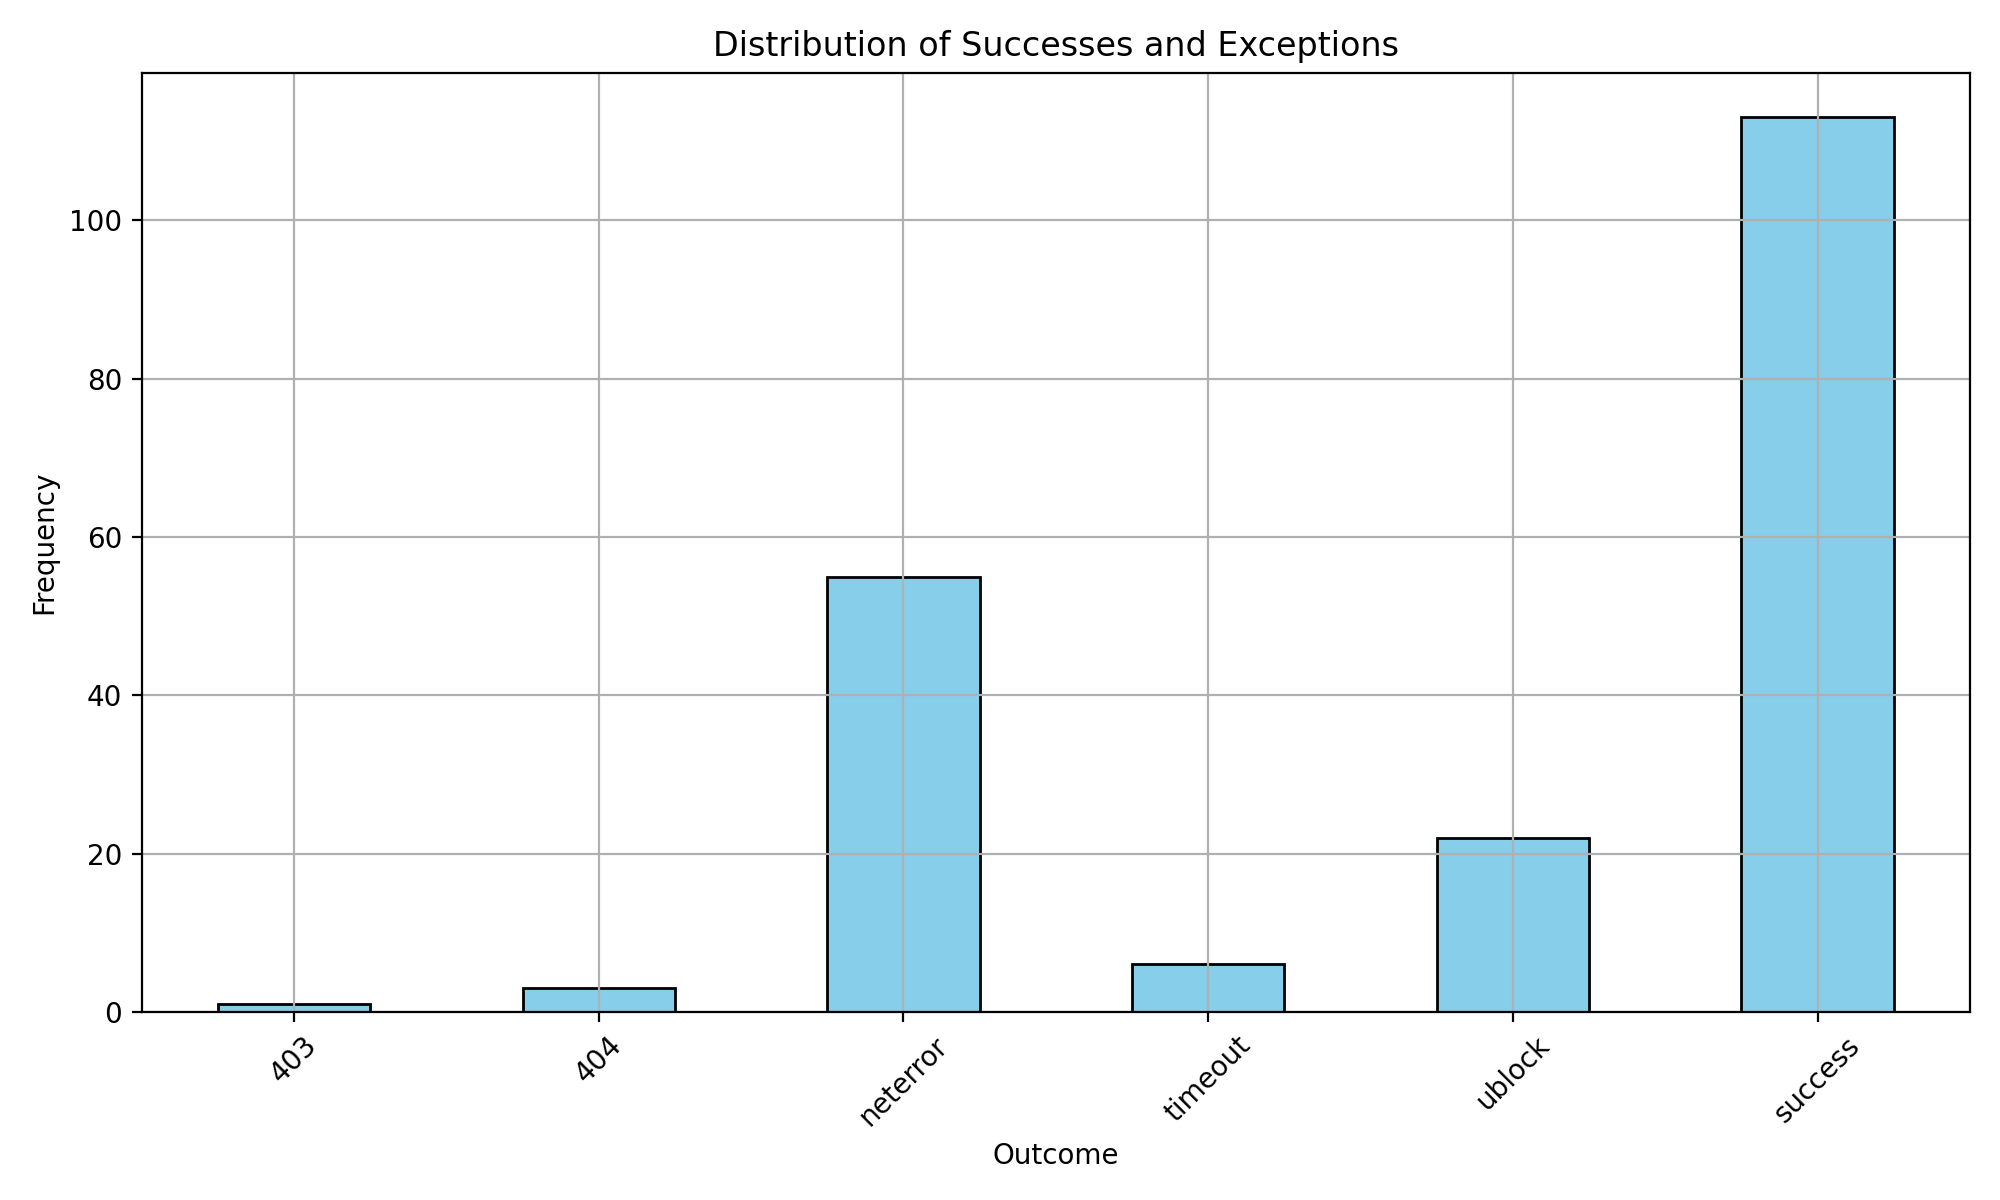 Distribution of Successes and Exceptions
Frequency
100
80
60
40
20
0
403
404
neterror
timeout
ublock
success
Outcome